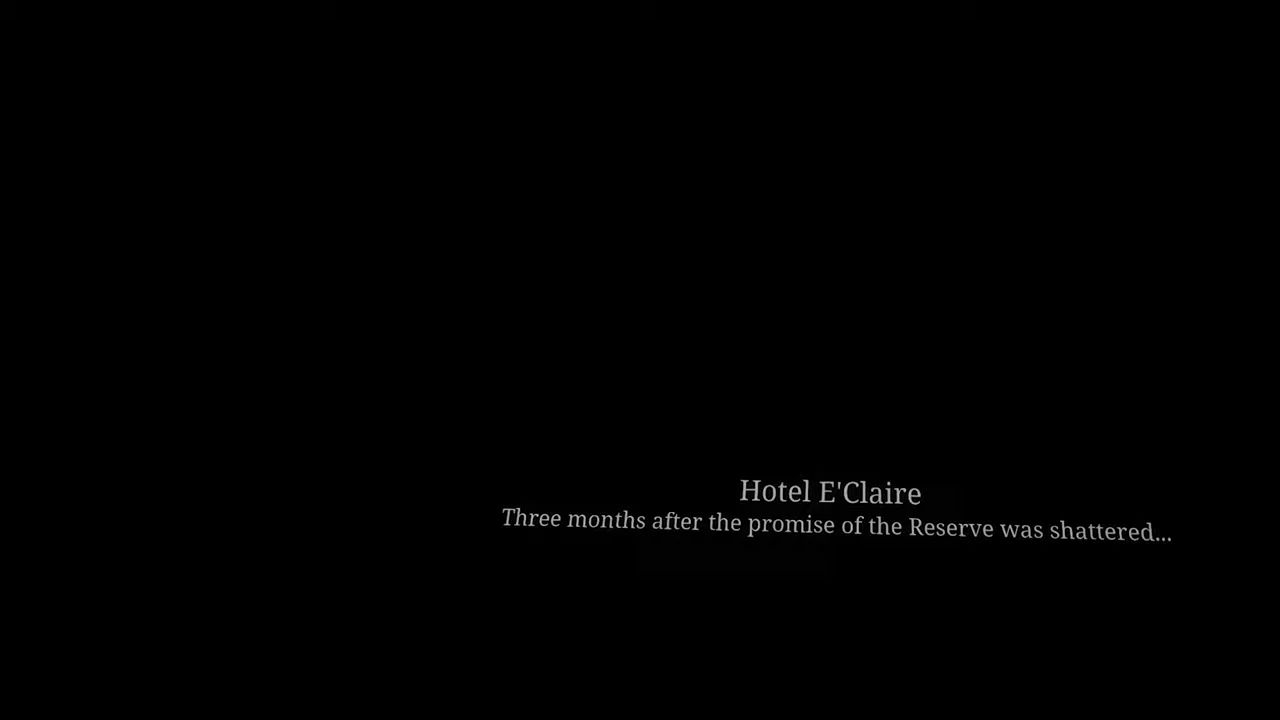 Hotel E'Claire
Three months after the promise of the Reserve was shattered...